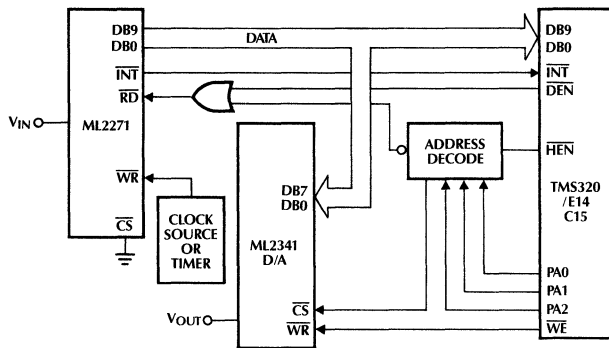 DB9
DB0
DATA
INT
RD
VIN
ML2271
WR
CS
CLOCK
SOURCE
OR
TIMER
DB7
DB0
ML2341
D/A
CS
WR
VOUT
ADDRESS
DECODE
DB9
DB0
INT
DEN
HEN
TMS320
/E14
C15
PA0
PA1
PA2
WE